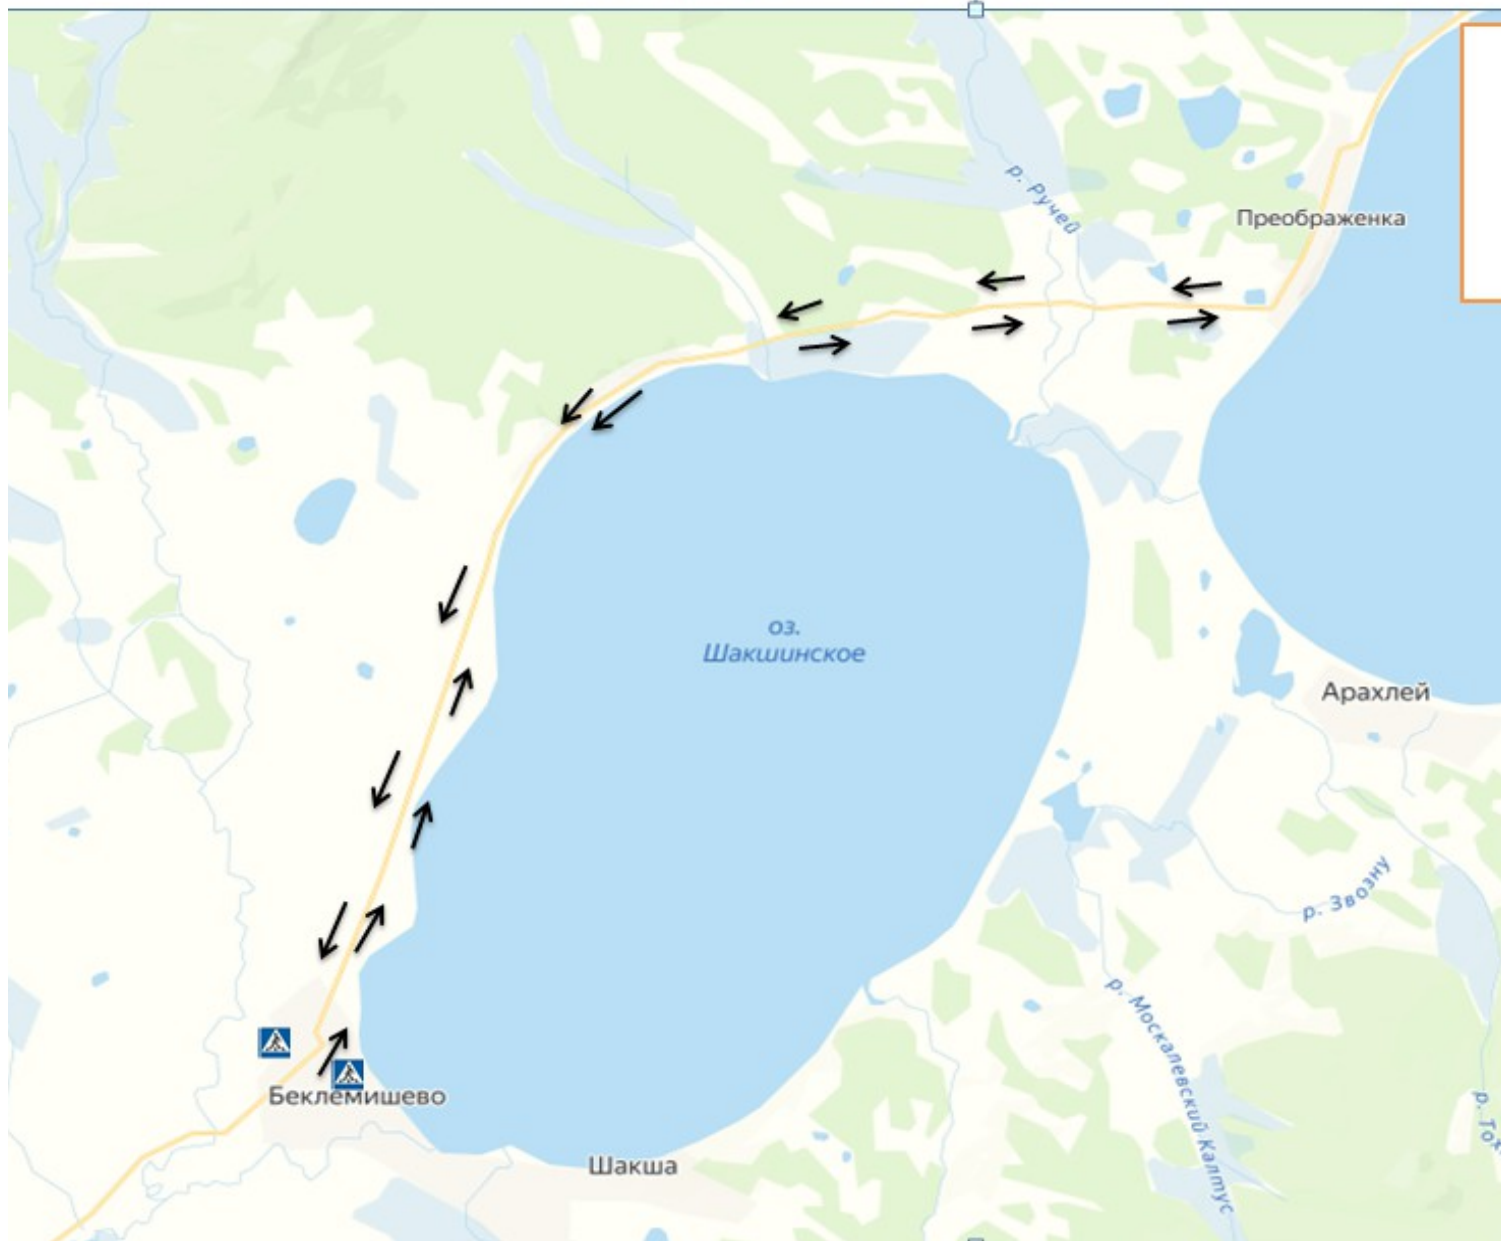 р. Ручей
Преображенка
оз.
Шакшинское
Арахлей
р. Звозну
р. Москалевский Калтус
Беклемишево
Шакша